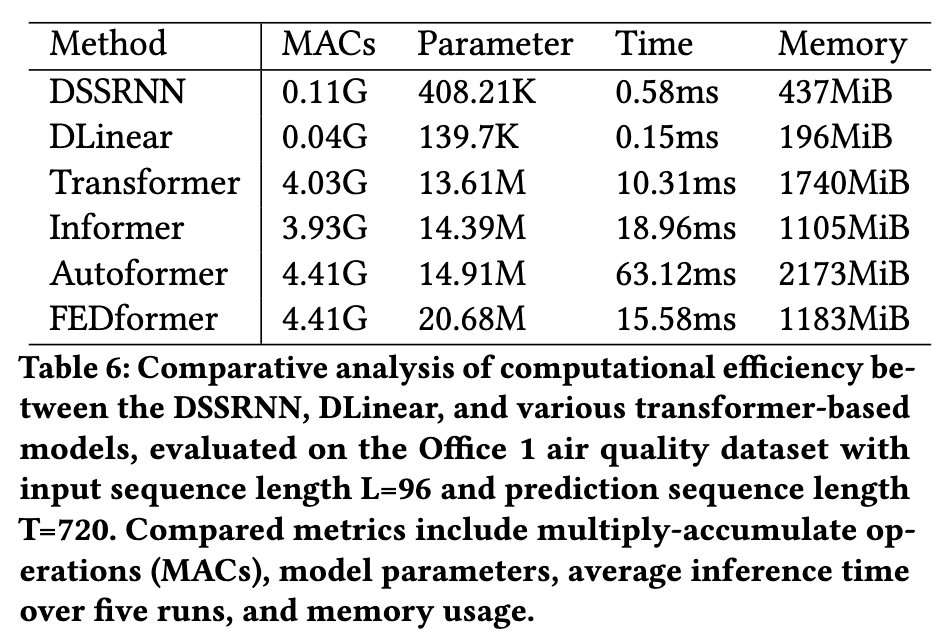 Method MACs Parameter Time Memory
DSSRNN 0.11G 408.21K 0.58ms 437MiB
DLinear 0.04G 139.7K 0.15ms 196MiB
Transformer 4.03G 13.61M 10.31ms 1740MiB
Informer 3.93G 14.39M 18.96ms 1105MiB
Autoformer 4.41G 14.91M 63.12ms 2173MiB
FEDformer 4.41G 20.68M 15.58ms 1183MiB
Table 6: Comparative analysis of computational efficiency be-
tween the DSSRNN, DLinear, and various transformer-based
models, evaluated on the Office 1 air quality dataset with
input sequence length L=96 and prediction sequence length
T=720. Compared metrics include multiply-accumulate op-
erations (MACs), model parameters, average inference time
over five runs, and memory usage.